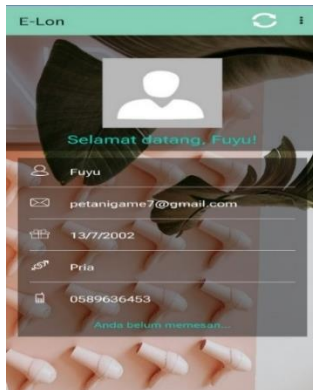 E-Lon
Selamat datang, Fuyu!
Fuyu
petanigame7@gmail.com
13/7/2002
Pria
0589636453
Anda belum memesan...